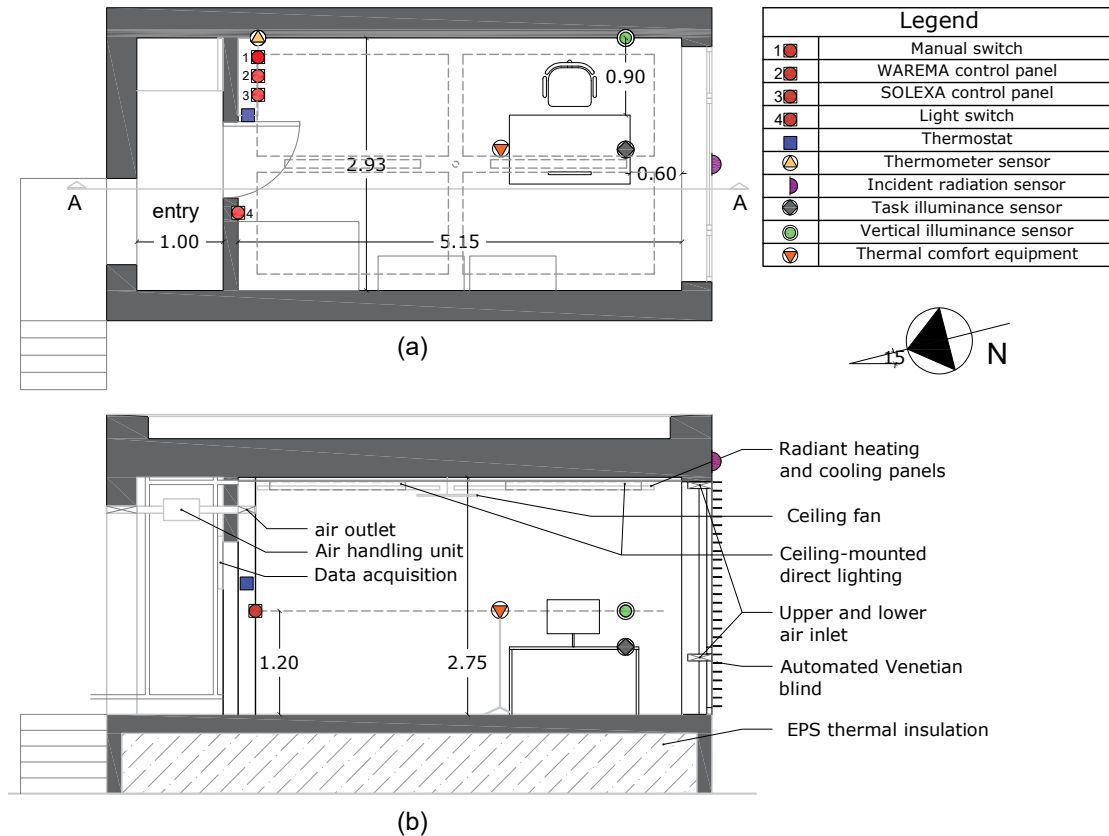 Legend
1 Manual switch
2 WAREMA control panel
3 SOLEXA control panel
4 Light switch
Thermostat
Thermometer sensor
Incident radiation sensor
Task illuminance sensor
Vertical illuminance sensor
Thermal comfort equipment
1
2
3
0.90
2.93
0.60
A
A
entry
4
1.00
5.15
(a)
15
N
Radiant heating
and cooling panels
Ceiling fan
air outlet
Air handling unit
Data acquisition
Ceiling-mounted
direct lighting
Upper and lower
air inlet
1.20
2.75
Automated Venetian
blind
EPS thermal insulation
(b)